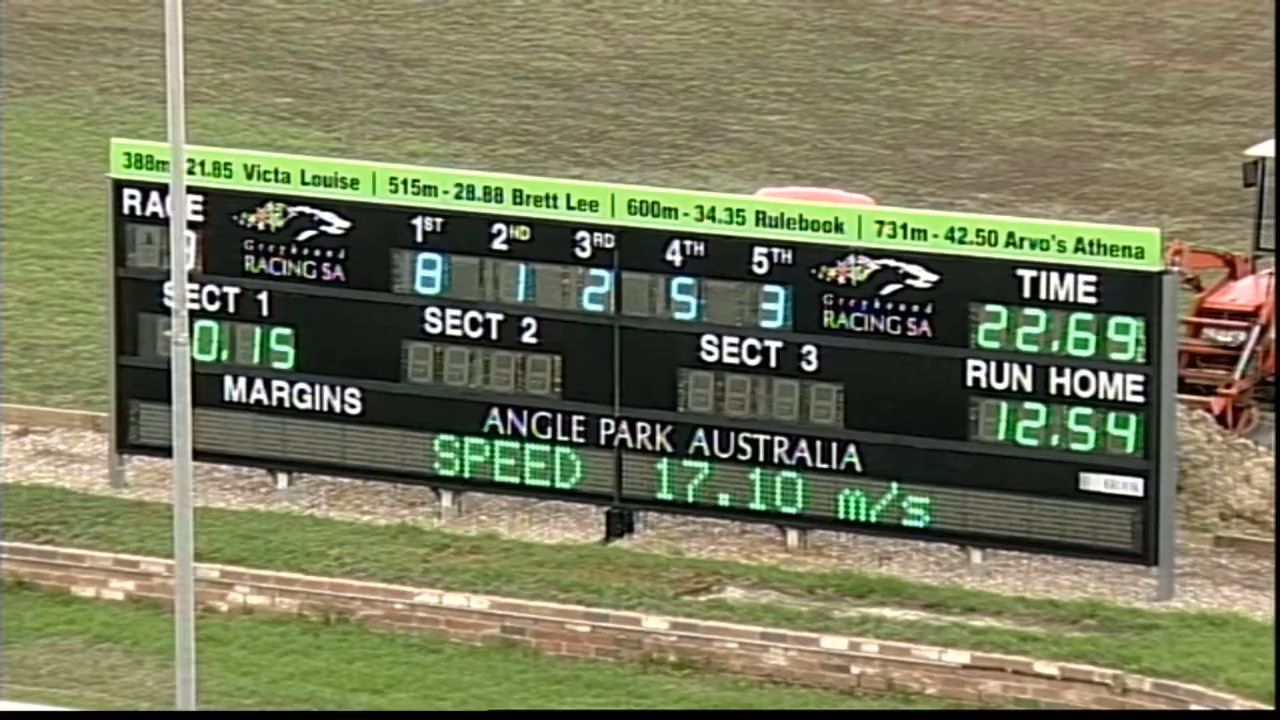 388m 21.85 Victa Louise | 515m - 28.88 Brett Lee | 600m - 34.35 Rulebook | 731m - 42.50 Arvo's Athena
RACE
Greyhound
RACING SA
1ST 2ND 3RD 4TH 5TH
8 1 2 5 3
Greyhound
RACING SA
TIME
22.69
SECT 1
0.15
SECT 2
SECT 3
RUN HOME
12.54
MARGINS
ANGLE PARK AUSTRALIA
SPEED 17.10 m/s